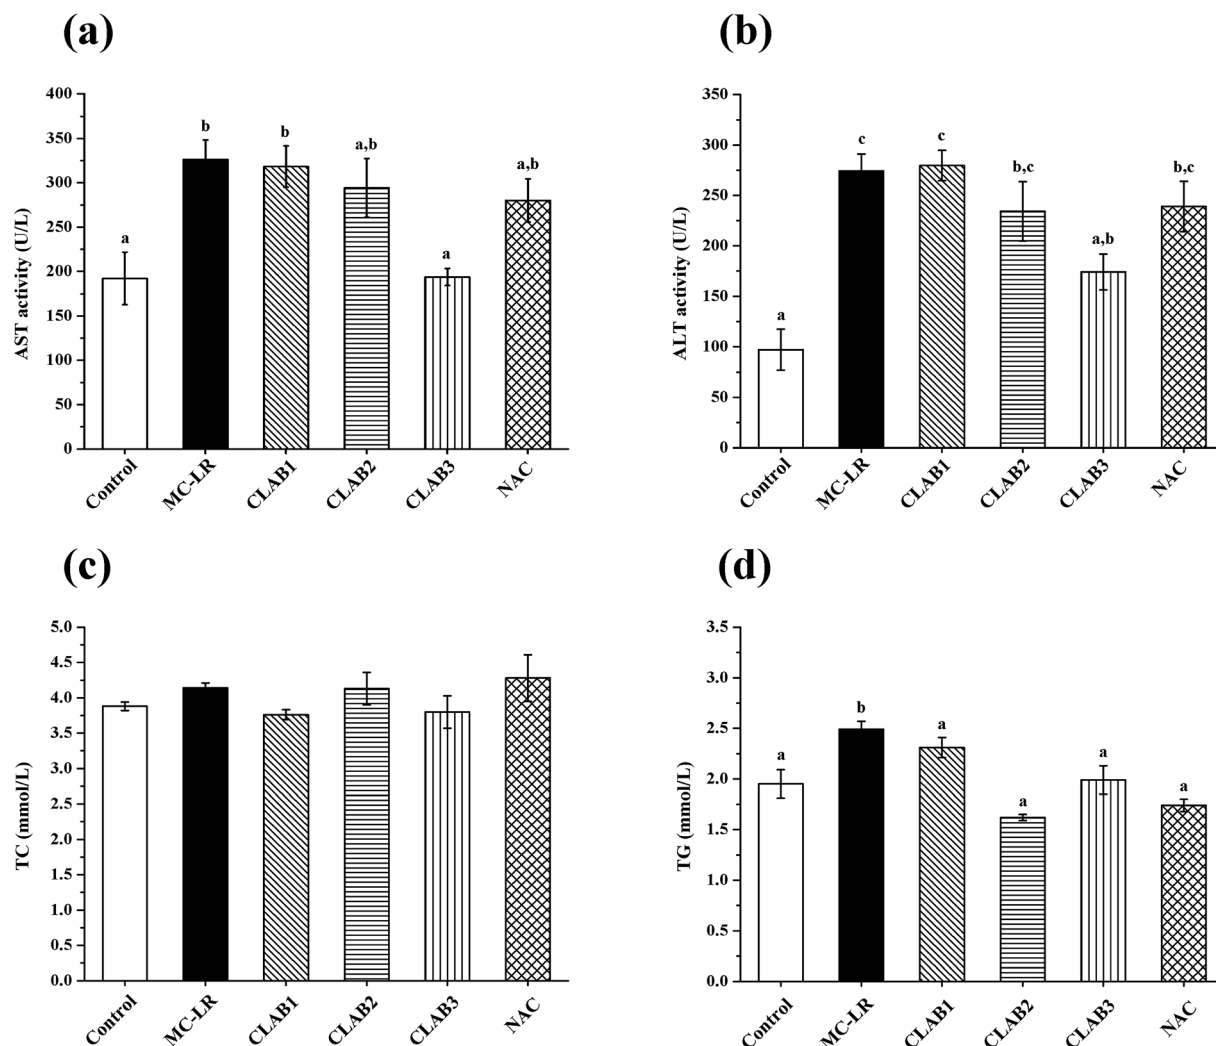 (a)
AST activity (U/L)
400
350
300
250
200
150
100
50
0
a
b
b
a,b
a
a,b
Control
MC-LR
CLAB1
CLAB2
CLAB3
NAC
(b)
ALT activity (U/L)
350
300
250
200
150
100
50
0
a
c
c
b,c
a,b
b,c
Control
MC-LR
CLAB1
CLAB2
CLAB3
NAC
(c)
TC (mmol/L)
5.0
4.5
4.0
3.5
3.0
2.5
2.0
1.5
1.0
0.5
0.0
Control
MC-LR
CLAB1
CLAB2
CLAB3
NAC
(d)
TG (mmol/L)
3.5
3.0
2.5
2.0
1.5
1.0
0.5
0.0
a
b
a
a
a
a
Control
MC-LR
CLAB1
CLAB2
CLAB3
NAC